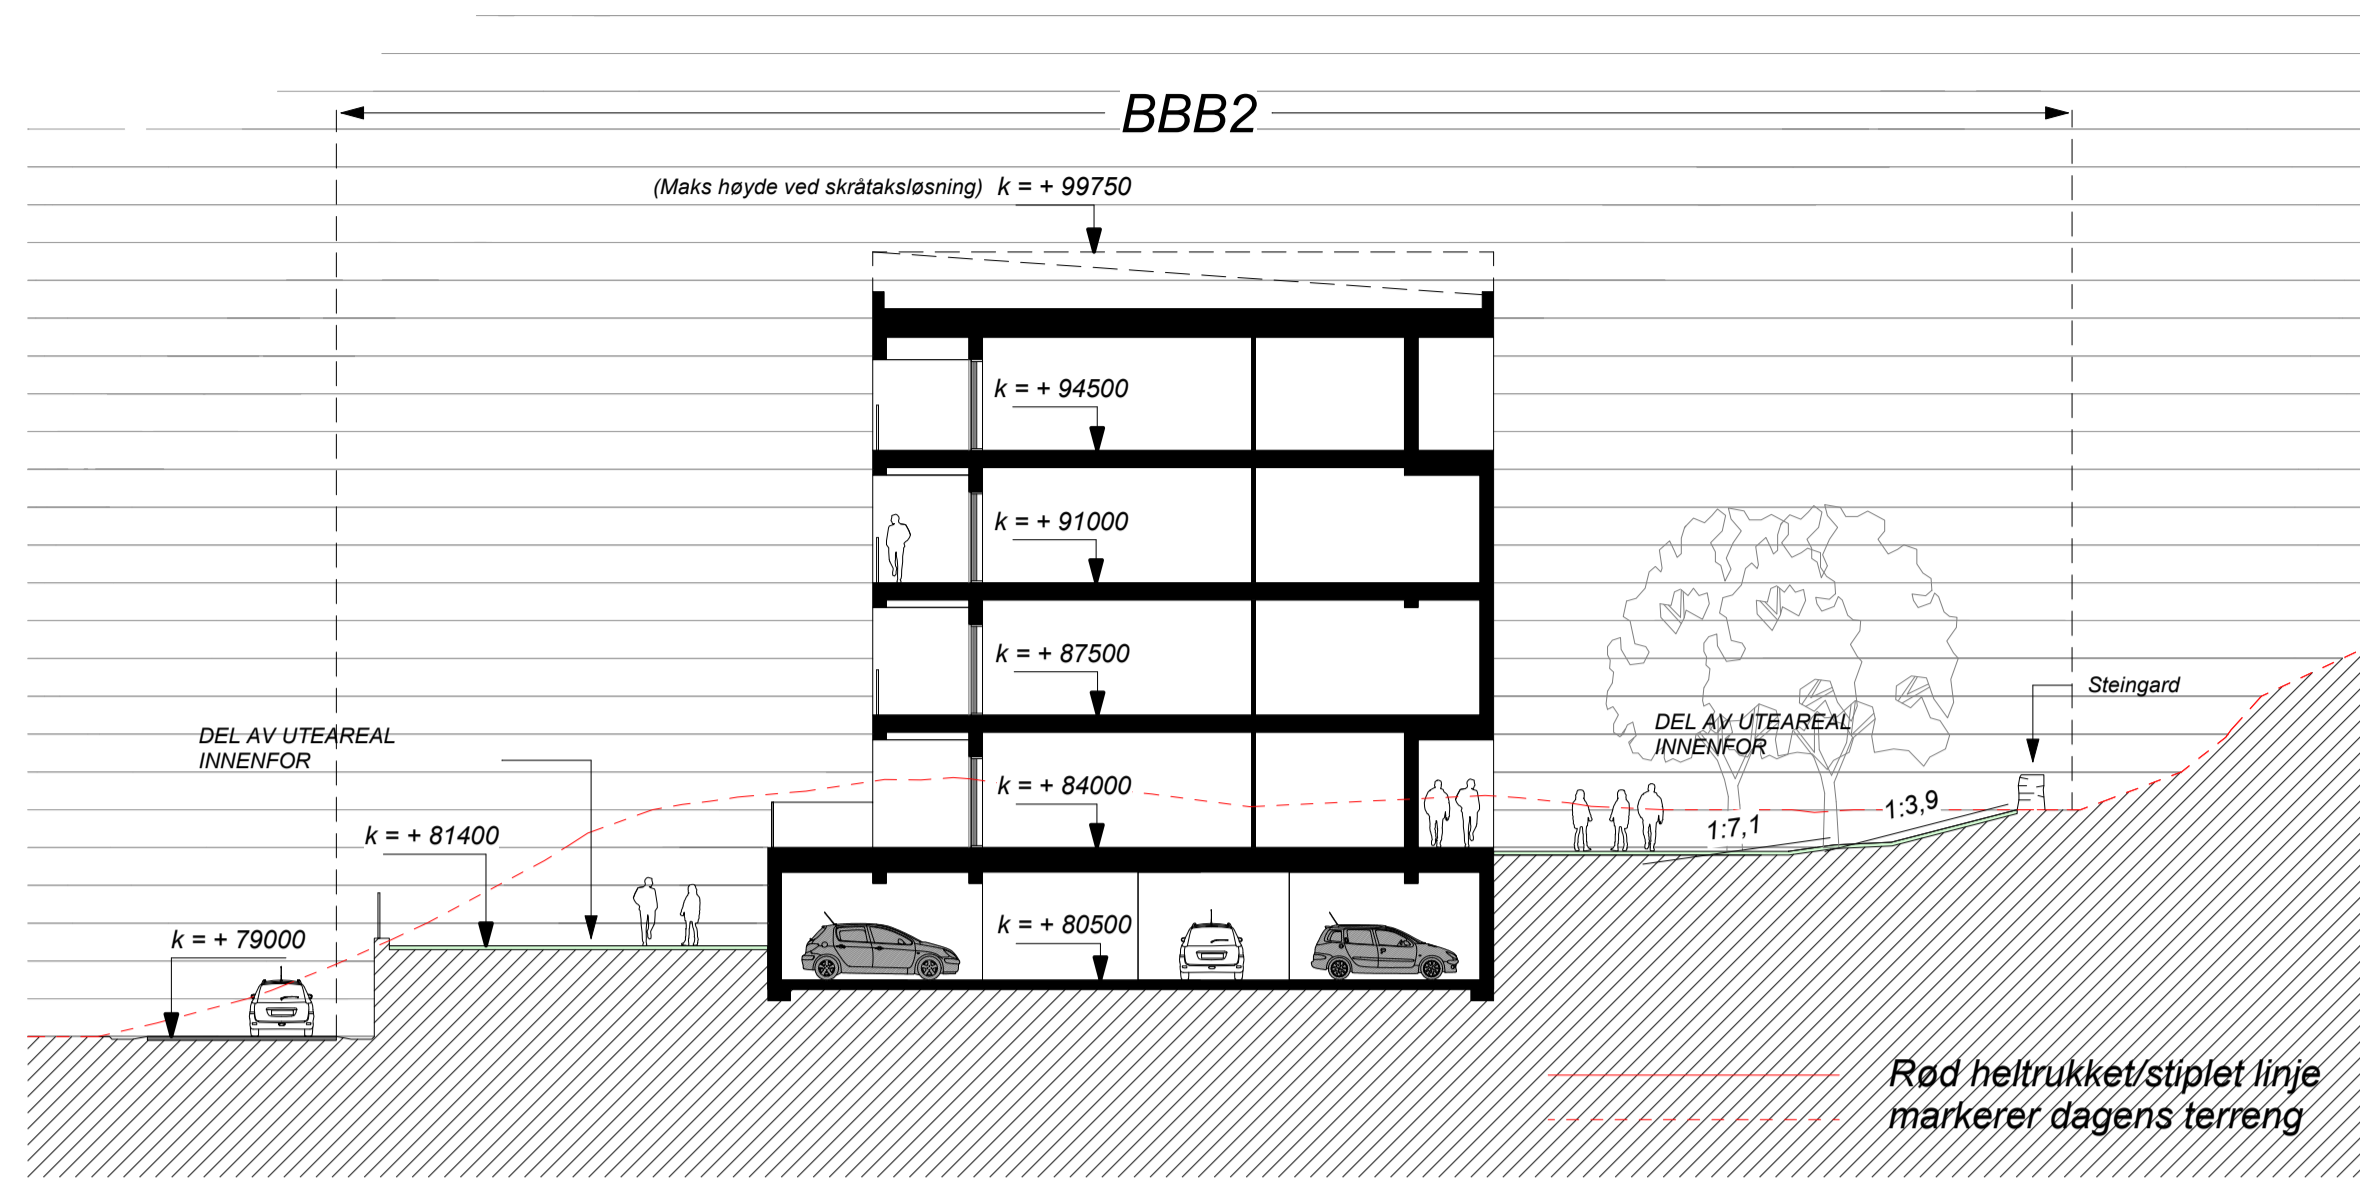 BBB2
(Maks høyde ved skråtaksløsning) k = + 99750
k = + 94500
k = + 91000
k = + 87500
Steingard
DEL AV UTEAREAL
INNENFOR
DEL AV UTEAREAL
INNENFOR
k = + 84000
1:7,1
1:3,9
k = + 81400
k = + 80500
k = + 79000
Rød heltrukket/stiplet linje
markerer dagens terreng